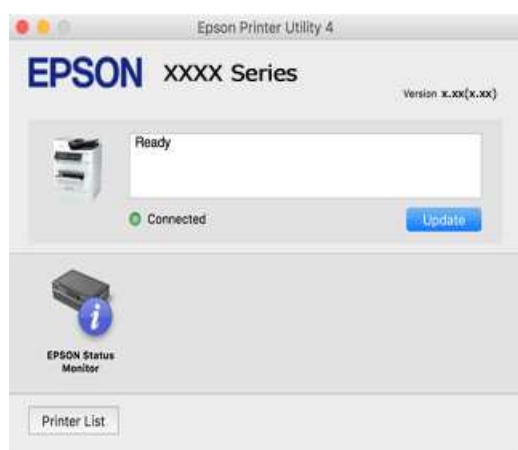 Epson Printer Utility 4
EPSON XXXX Series
Version x.xx(x.xx)
Ready
Connected
Update
i
EPSON Status
Monitor
Printer List